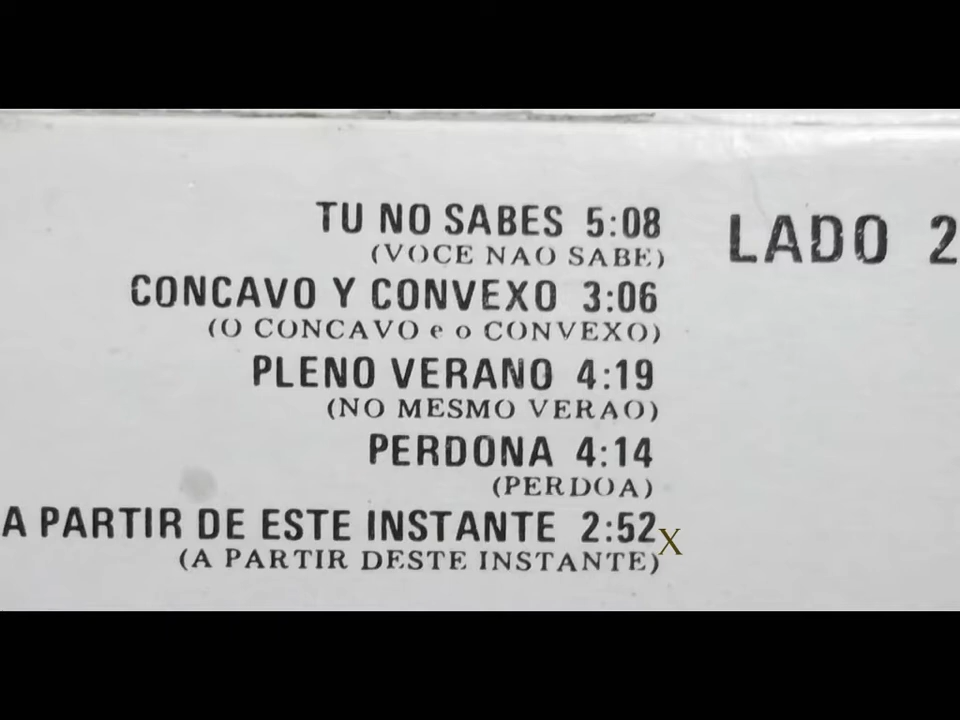 TU NO SABES 5:08
(VOCE NAO SABE)
LADO 2
CONCAVO Y CONVEXO 3:06
(O CONCAVO e o CONVEXO)
PLENO VERANO 4:19
(NO MESMO VERAO)
PERDONA 4:14
(PERDOA)
A PARTIR DE ESTE INSTANTE 2:52
X
(A PARTIR DESTE INSTANTE)